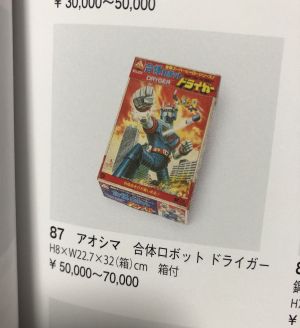 ¥ 30,000〜50,000
合体ロボット
ドライガー
DRYGER
87 アオシマ 合体ロボット ドライガー
H8×W22.7×32(箱)cm 箱付
¥ 50,000〜70,000
8
H
¥